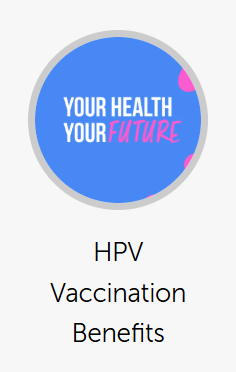 YOUR HEALTH
YOUR FUTURE
HPV
Vaccination
Benefits